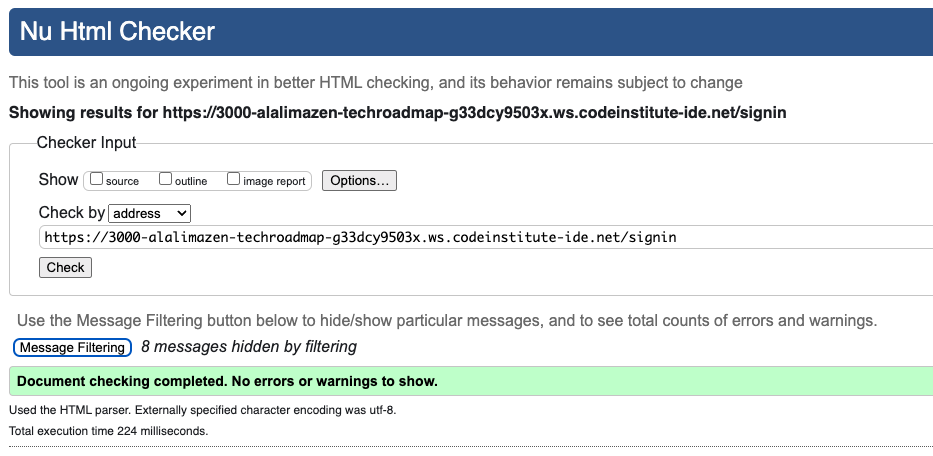 Nu Html Checker
This tool is an ongoing experiment in better HTML checking, and its behavior remains subject to change
Showing results for https://3000-alalimazen-techroadmap-g33dcy9503x.ws.codeinstitute-ide.net/signin
Checker Input
Show source outline image report Options...
Check by address
https://3000-alalimazen-techroadmap-g33dcy9503x.ws.codeinstitute-ide.net/signin
Check
Use the Message Filtering button below to hide/show particular messages, and to see total counts of errors and warnings.
Message Filtering 8 messages hidden by filtering
Document checking completed. No errors or warnings to show.
Used the HTML parser. Externally specified character encoding was utf-8.
Total execution time 224 milliseconds.